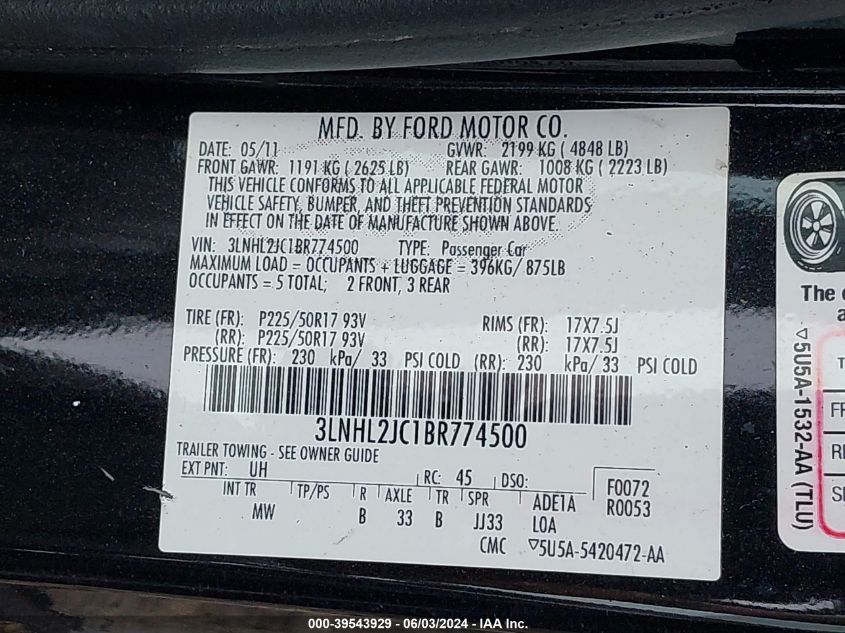 MFD. BY FORD MOTOR CO.
DATE: 05/11 GVWR: 2199 KG ( 4848 LB)
FRONT GAWR: 1191 KG ( 2625 LB) REAR GAWR: 1008 KG ( 2223 LB)
THIS VEHICLE CONFORMS TO ALL APPLICABLE FEDERAL MOTOR
VEHICLE SAFETY, BUMPER, AND THEFT PREVENTION STANDARDS
IN EFFECT ON THE DATE OF MANUFACTURE SHOWN ABOVE.
VIN: 3LNHL2JC1BR774500 TYPE: Passenger Car
MAXIMUM LOAD = OCCUPANTS + LUGGAGE = 396KG/ 875LB
OCCUPANTS = 5 TOTAL; 2 FRONT, 3 REAR
TIRE (FR): P225/50R17 93V RIMS (FR): 17X7.5J
(RR): P225/50R17 93V (RR): 17X7.5J
PRESSURE (FR): 230 kPa/ 33 PSI COLD (RR): 230 kPa/ 33 PSI COLD
3LNHL2JC1BR774500
TRAILER TOWING - SEE OWNER GUIDE
EXT PNT: UH RC: 45 DSO: F0072
INT TR TP/PS R AXLE TR SPR ADE1A R0053
MW B 33 B JJ33 LOA
CMC ▽5U5A-5420472-AA
The
▽5U5A-1532-AA (TLU)
000-39543929 - 06/03/2024 - IAA Inc.